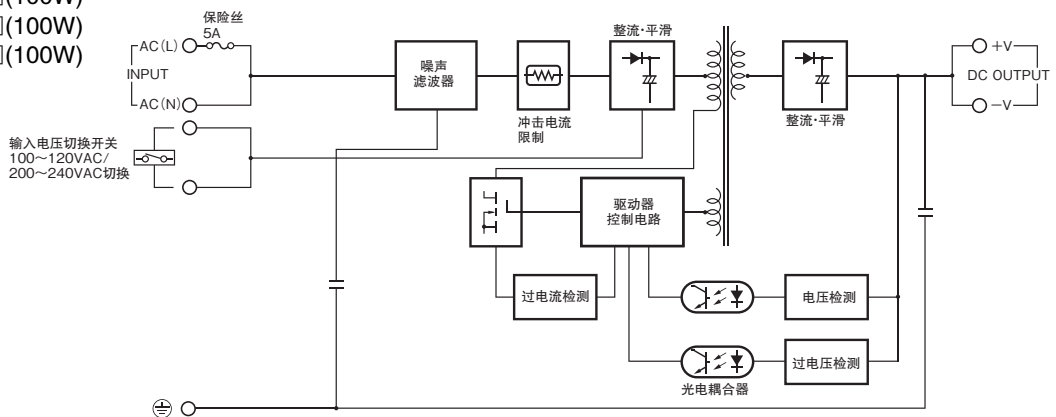 (100W)
(100W)
(100W)
保险丝
5A
AC(L)
INPUT
AC(N)
噪声
滤波器
冲击电流
限制
整流·平滑
整流·平滑
+V
DC OUTPUT
−V
输入电压切换开关
100～120VAC/
200～240VAC切换
驱动器
控制电路
过电流检测
电压检测
过电压检测
光电耦合器